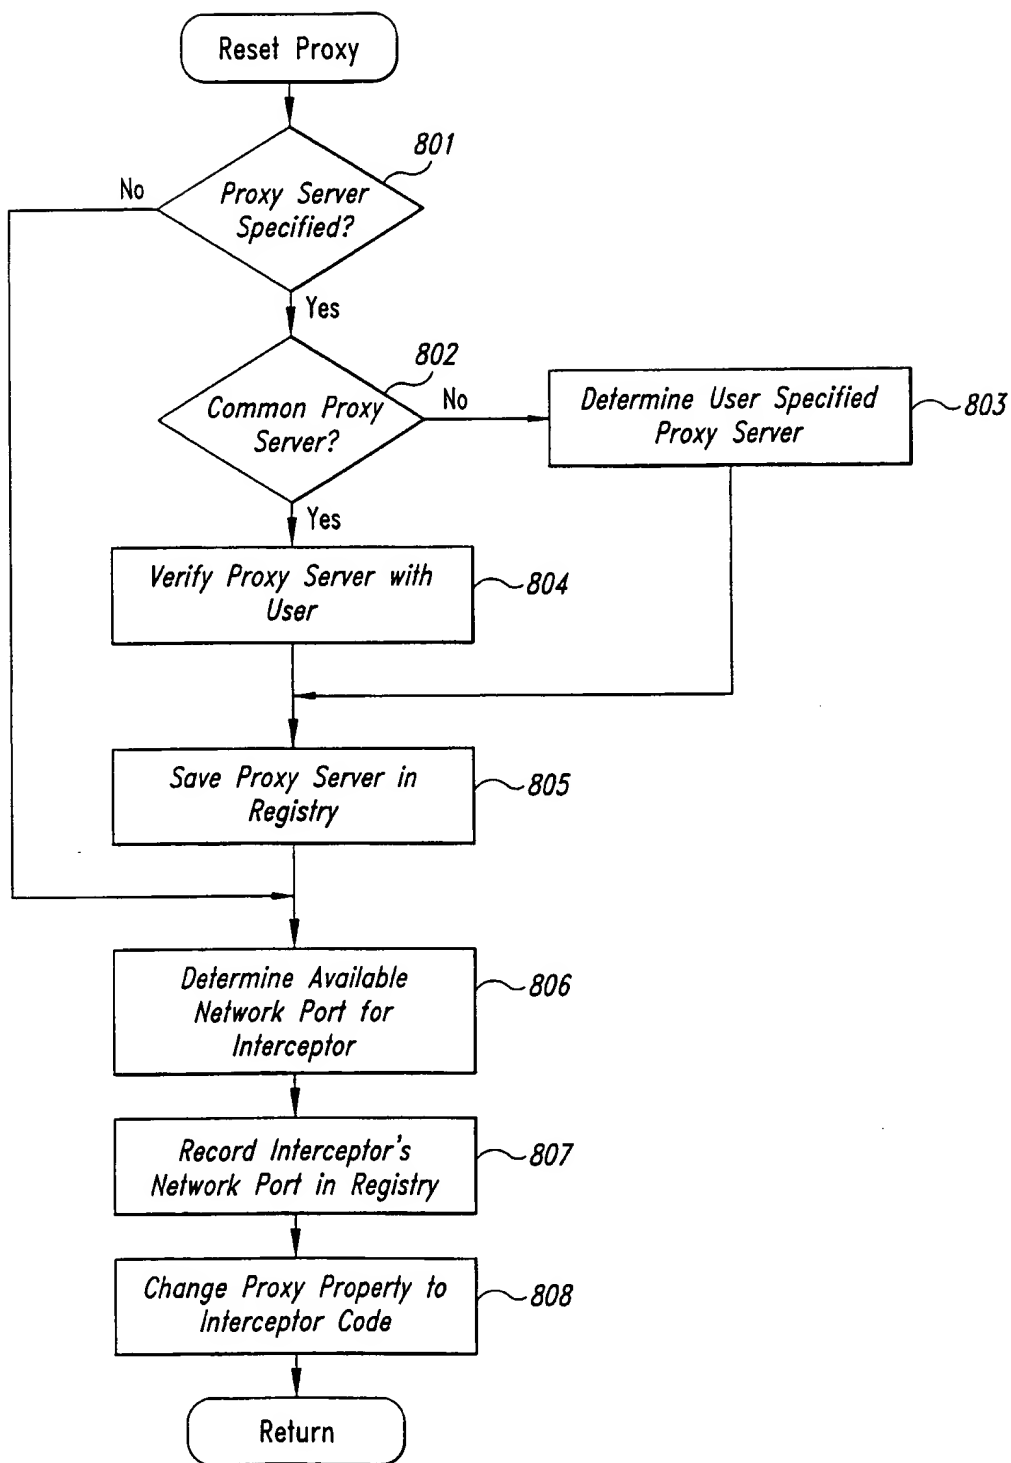 Reset Proxy
801
No
Proxy Server
Specified?
Yes
802
Common Proxy
Server?
No
Determine User Specified
Proxy Server
803
Yes
Verify Proxy Server with
User
804
Save Proxy Server in
Registry
805
Determine Available
Network Port for
Interceptor
806
Record Interceptor's
Network Port in Registry
807
Change Proxy Property to
Interceptor Code
808
Return